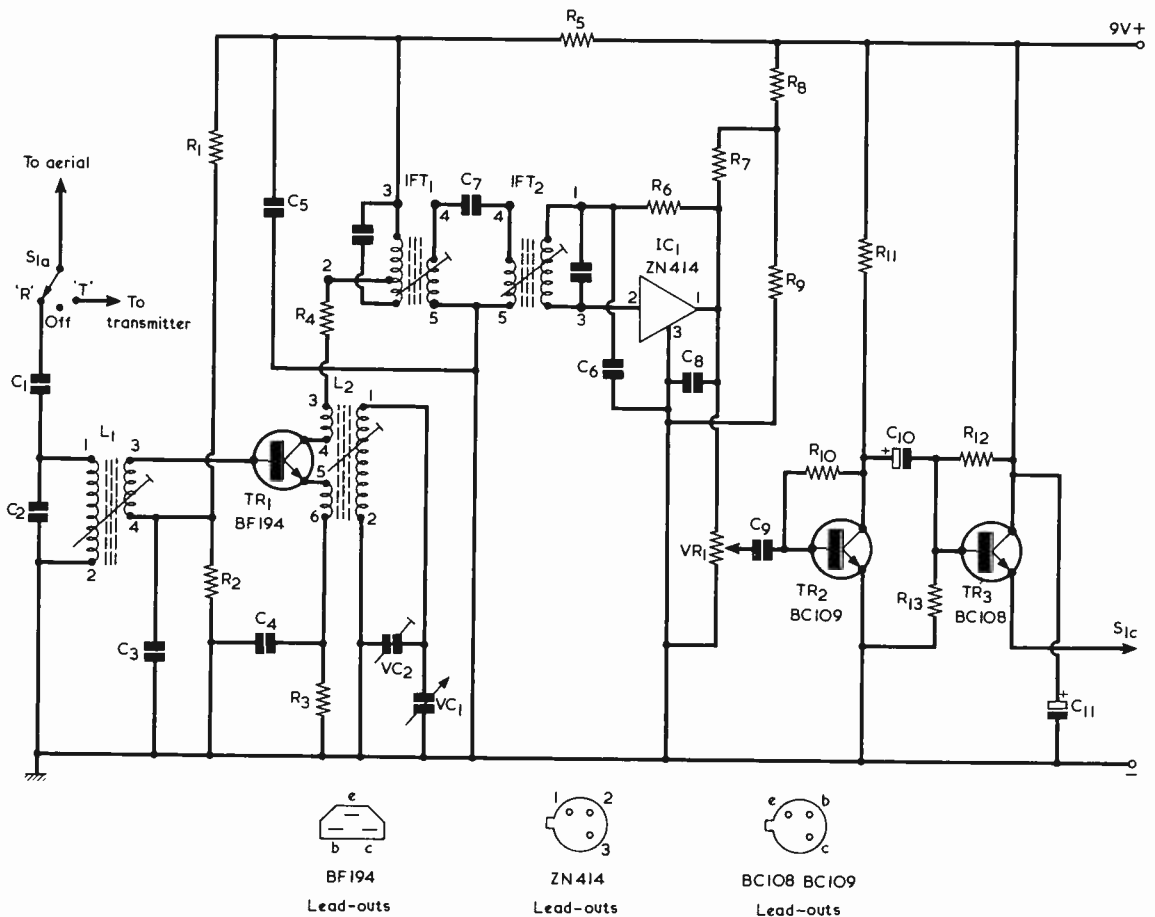 R5
9V+
R8
R1
To aerial
R7
IFT1
C7
IFT2
3
4
4
1
R6
C5
IC1
ZN414
R11
S1a
2
'R'
'T'
To
transmitter
Off
R4
5
5
3
2
1
3
R9
C6
C8
C1
L2
3
1
L1
1
3
4
C10
+
R12
R10
5
TR1
BF194
C2
4
6
2
2
VR1
C9
R2
TR2
BC109
TR3
BC108
R13
C4
S1c
C3
VC2
R3
VC1
+
C11
−
e
b
c
BF194
Lead-outs
1
2
3
ZN414
Lead-outs
e
b
c
BC108 BC109
Lead-outs